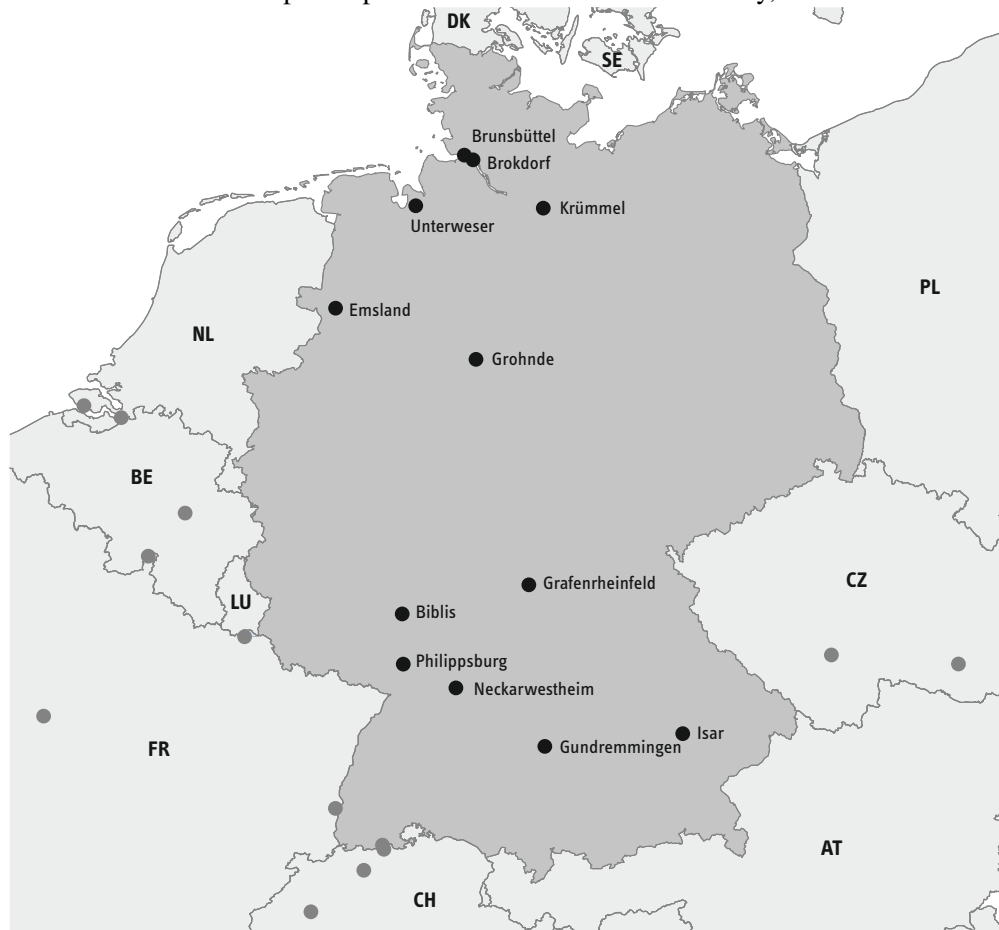 DK
SE
Brunsbüttel
Brokdorf
Krümmel
Unterweser
PL
Emsland
NL
Grohnde
BE
CZ
Grafenrheinfeld
LU
Biblis
Philippsburg
Neckarwestheim
Isar
FR
Gundremmingen
AT
CH